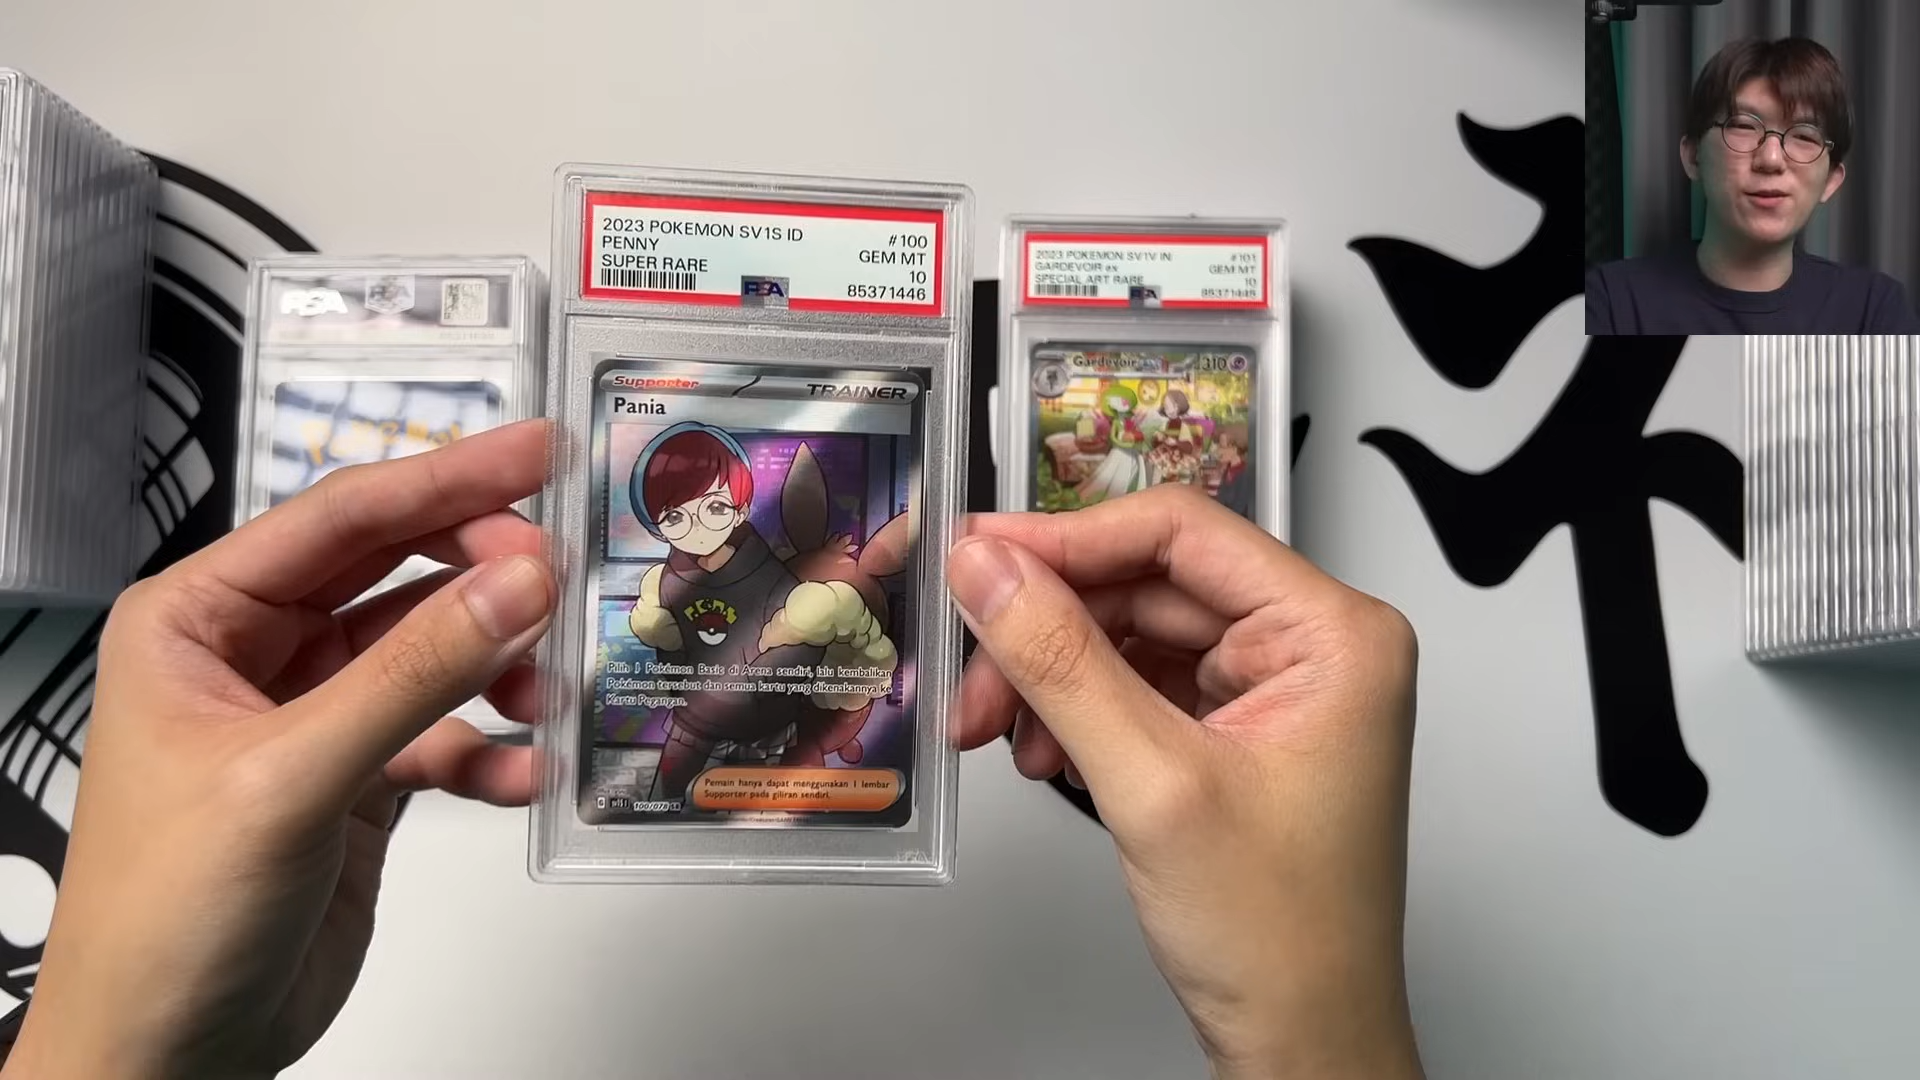 2023 POKEMON SV1S ID
PENNY
SUPER RARE
#100
GEM MT
10
85371446
PSA
Supporter
TRAINER
Pania
Pilih 1 Pokémon Basic di Arena sendiri, lalu kembalikan
Pokémon tersebut dan semua kartu yang dikenakannya ke
Kartu Pegangan.
Pemain hanya dapat menggunakan 1 lembar
Supporter pada giliran sendiri.
100/078 SR
2023 POKEMON SV1V IN
GARDEVOIR ex
SPECIAL ART RARE
#101
GEM MT
10
85371445
PSA
Gardevoir
310
PSA
POKéMON